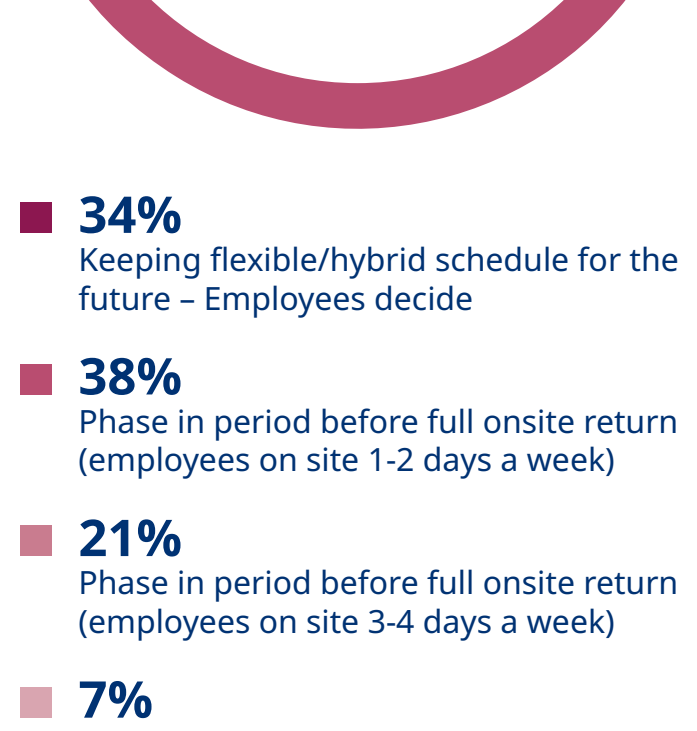 34%
Keeping flexible/hybrid schedule for the
future – Employees decide
38%
Phase in period before full onsite return
(employees on site 1-2 days a week)
21%
Phase in period before full onsite return
(employees on site 3-4 days a week)
7%